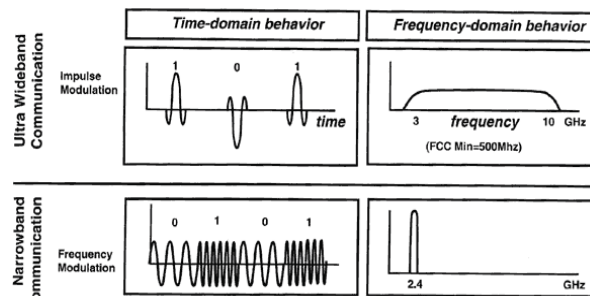 Time-domain behavior
Frequency-domain behavior
Ultra Wideband
Communication
Impulse
Modulation
1 0 1
time
3 frequency 10 GHz
(FCC Min=500Mhz)
Narrowband
Communication
Frequency
Modulation
0 1 0 1
2.4
GHz